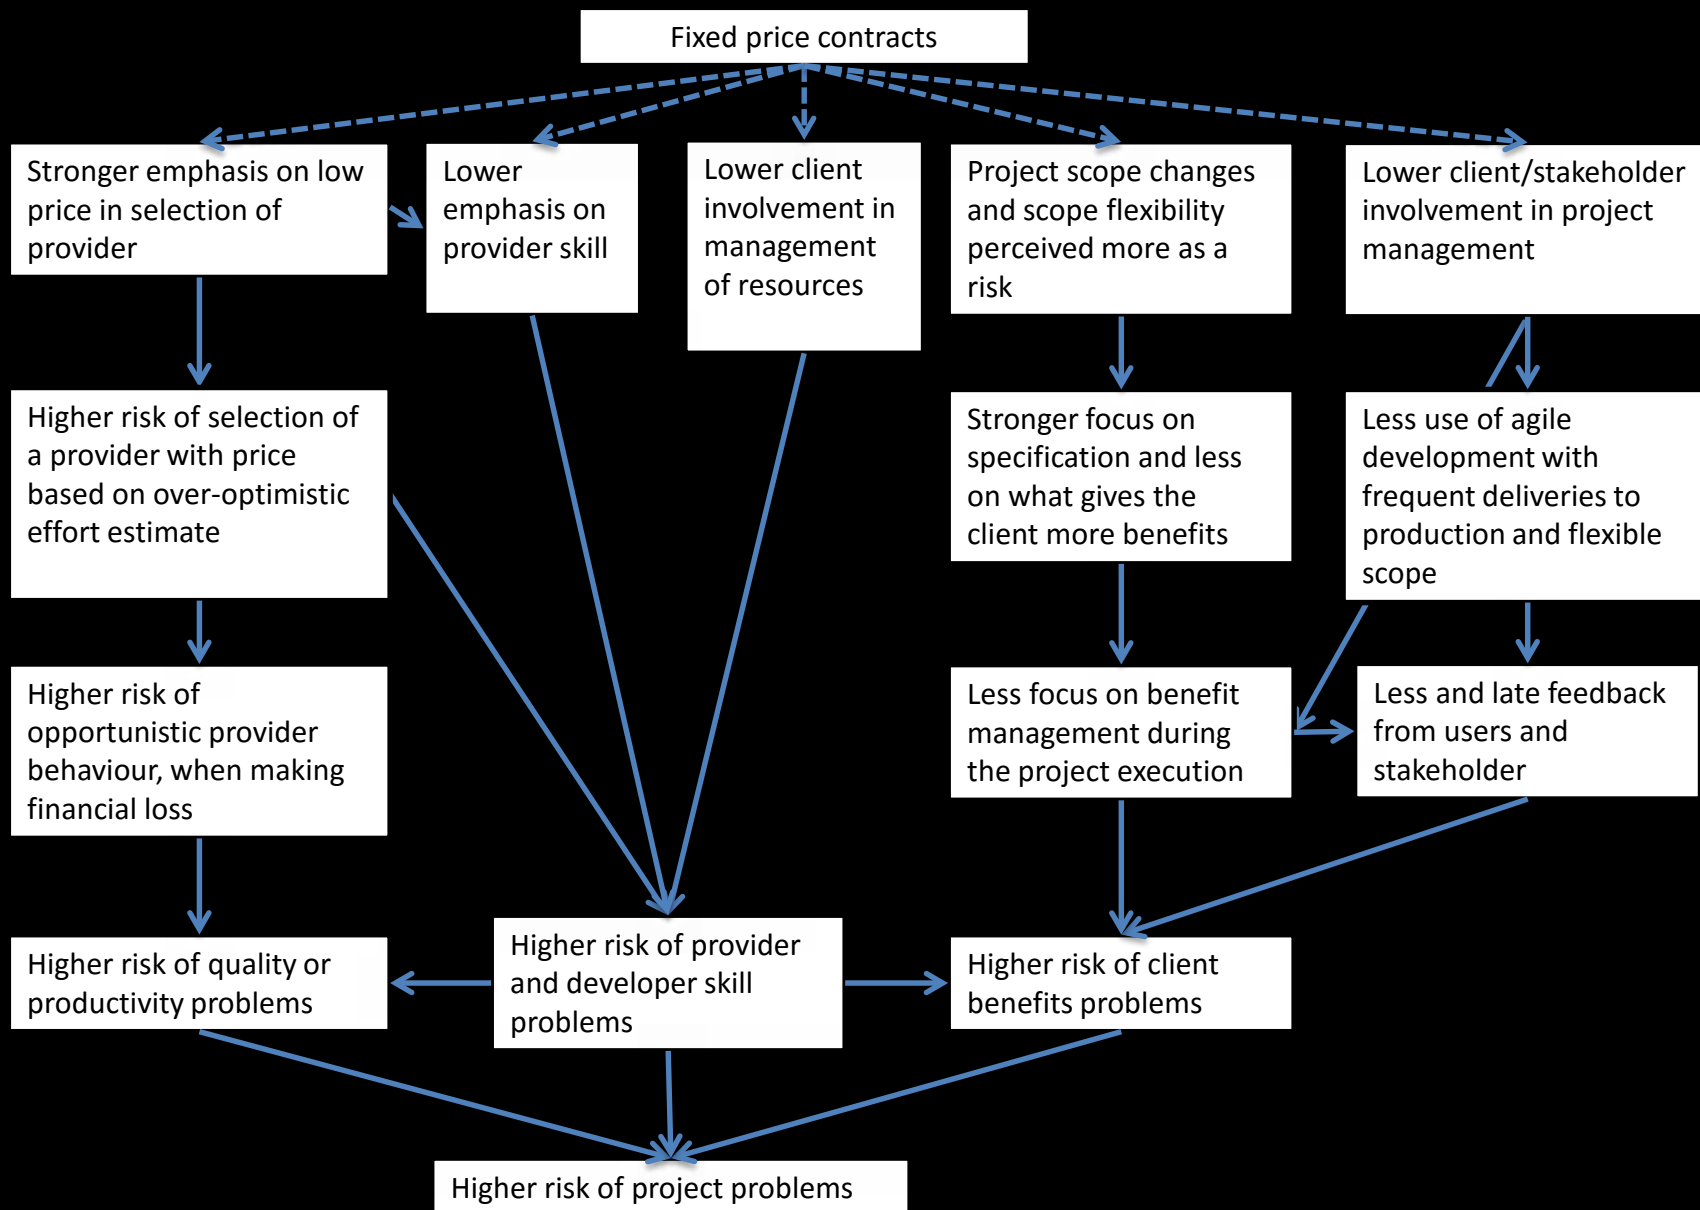 Fixed price contracts
Stronger emphasis on low
price in selection of
provider
Lower
emphasis on
provider skill
Lower client
involvement in
management
of resources
Project scope changes
and scope flexibility
perceived more as a
risk
Lower client/stakeholder
involvement in project
management
Higher risk of selection of
a provider with price
based on over-optimistic
effort estimate
Stronger focus on
specification and less
on what gives the
client more benefits
Less use of agile
development with
frequent deliveries to
production and flexible
scope
Higher risk of
opportunistic provider
behaviour, when making
financial loss
Less focus on benefit
management during
the project execution
Less and late feedback
from users and
stakeholder
Higher risk of quality or
productivity problems
Higher risk of provider
and developer skill
problems
Higher risk of client
benefits problems
Higher risk of project problems